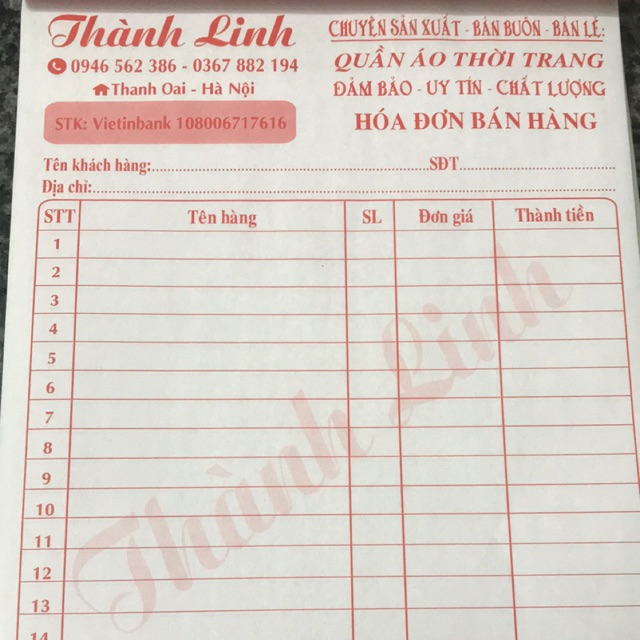 Thành Linh
0946 562 386 - 0367 882 194
Thanh Oai - Hà Nội
STK: Vietinbank 108006717616
CHUYÊN SẢN XUẤT - BÁN BUÔN - BÁN LẺ:
QUẦN ÁO THỜI TRANG
ĐẢM BẢO - UY TÍN - CHẤT LƯỢNG
HÓA ĐƠN BÁN HÀNG
Tên khách hàng:........................ SĐT........................
Địa chỉ:........................
STT Tên hàng SL Đơn giá Thành tiền
1
2
3
4
5
6
7
8
9
10
11
12
13
14
Thành Linh